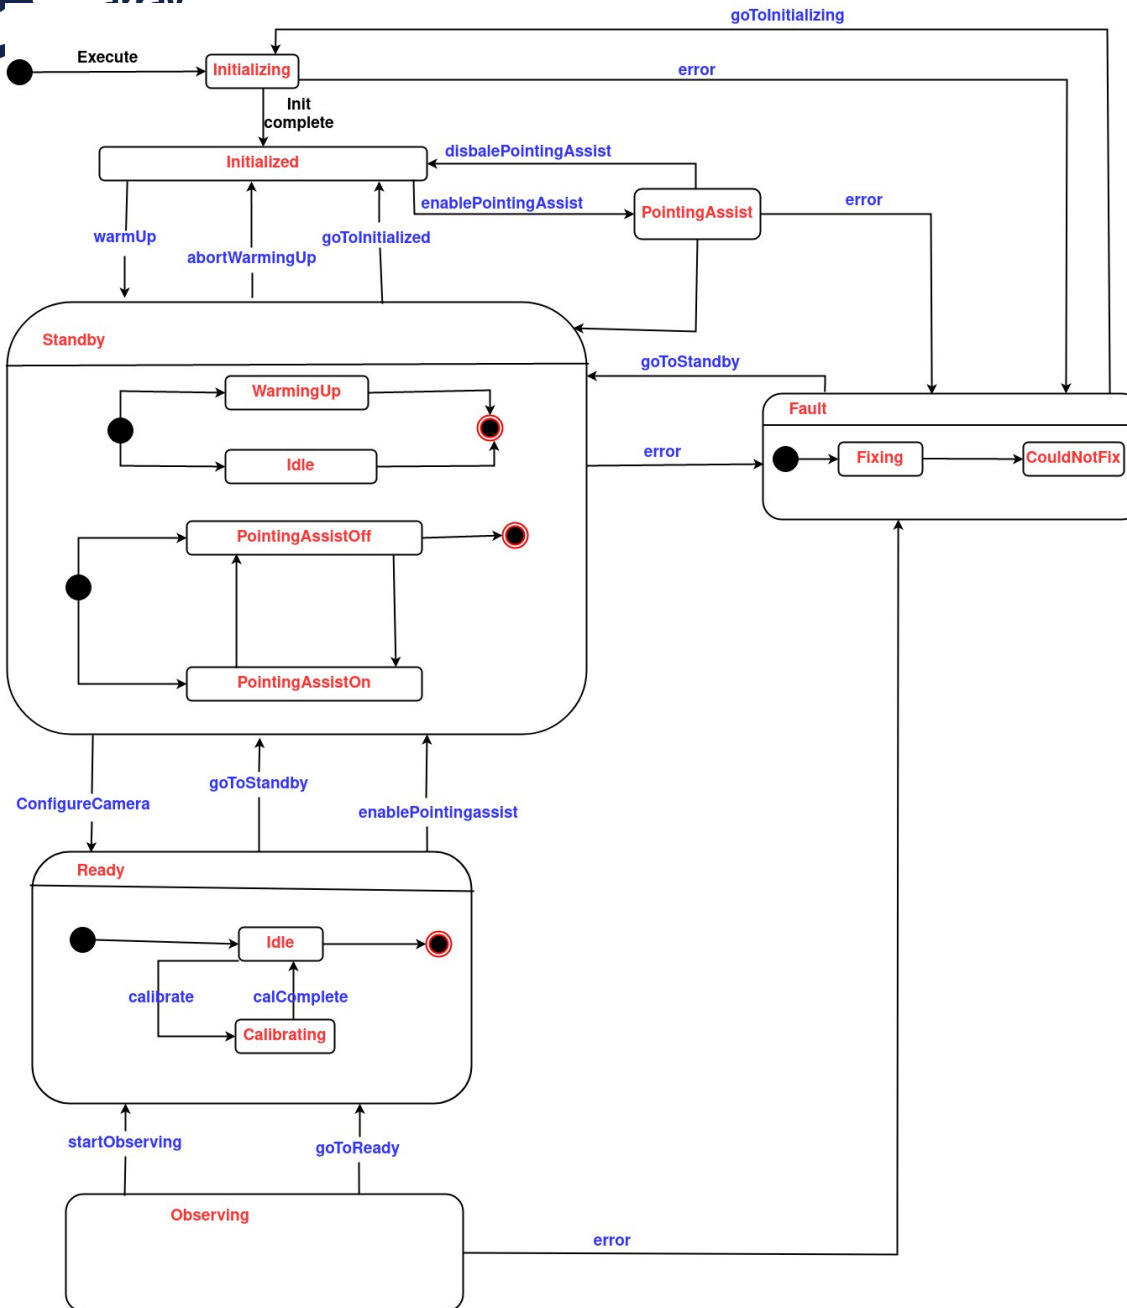 goToInitializing
Execute
Initializing
error
Init
complete
disbalePointingAssist
Initialized
enablePointingAssist
PointingAssist
error
warmUp
goToInitialized
abortWarmingUp
Standby
goToStandby
WarmingUp
Fault
error
Idle
Fixing
CouldNotFix
PointingAssistOff
PointingAssistOn
goToStandby
ConfigureCamera
enablePointingassist
Ready
Idle
calibrate
calComplete
Calibrating
startObserving
goToReady
Observing
error